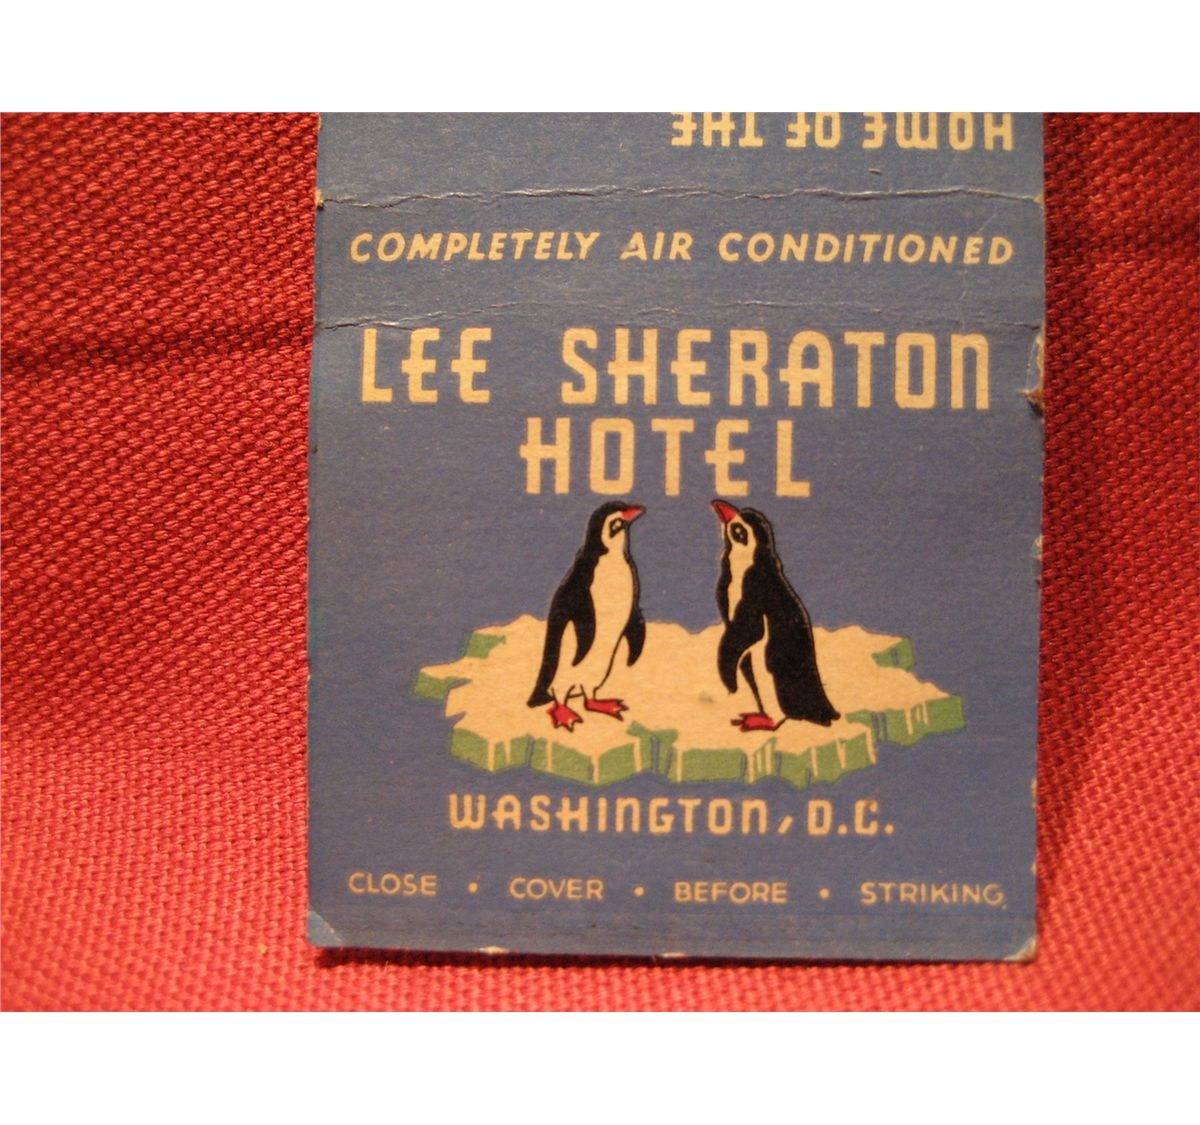 HOME OF THE
COMPLETELY AIR CONDITIONED
LEE SHERATON
HOTEL
WASHINGTON, D.C.
CLOSE • COVER • BEFORE • STRIKING